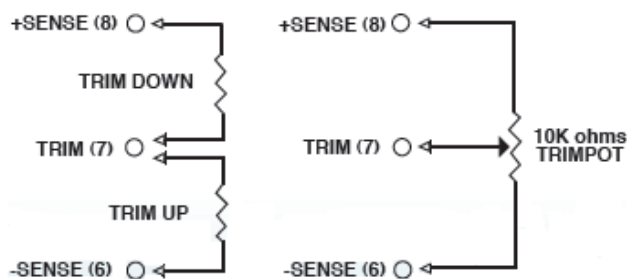 +SENSE (8)
TRIM DOWN
TRIM (7)
TRIM UP
-SENSE (6)
+SENSE (8)
TRIM (7)
10K ohms
TRIMPOT
-SENSE (6)